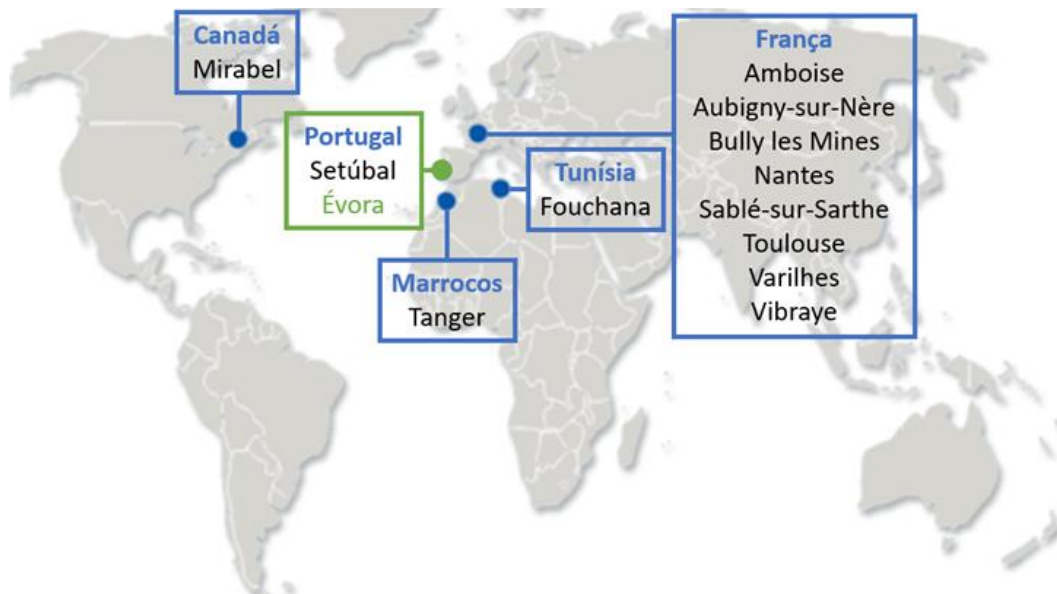 Canadá
Mirabel
Portugal
Setúbal
Évora
Marrocos
Tanger
Tunísia
Fouchana
França
Amboise
Aubigny-sur-Nère
Bully les Mines
Nantes
Sablé-sur-Sarthe
Toulouse
Varilhes
Vibraye